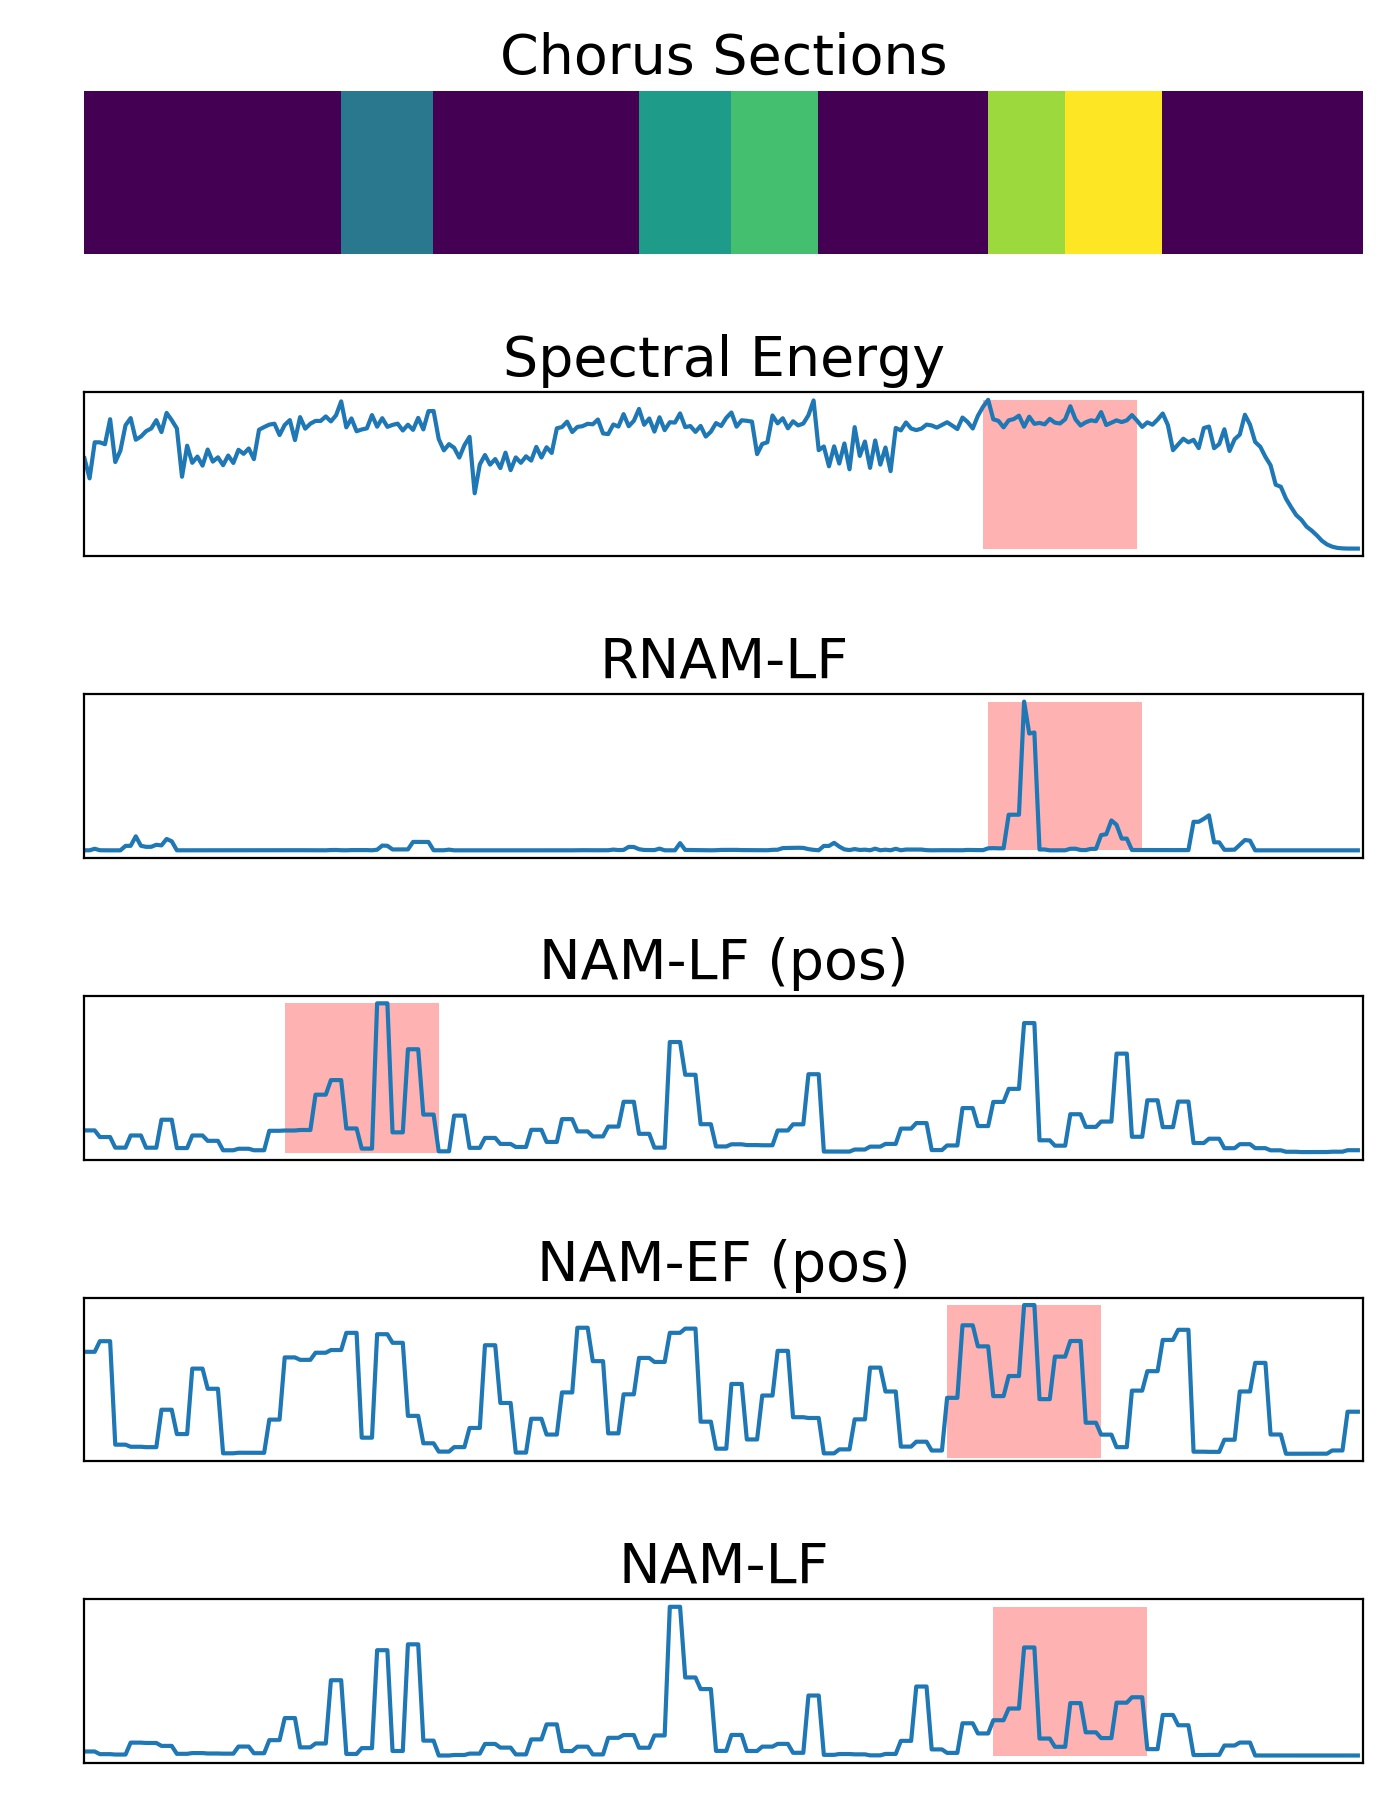 Chorus Sections
Spectral Energy
RNAM-LF
NAM-LF (pos)
NAM-EF (pos)
NAM-LF